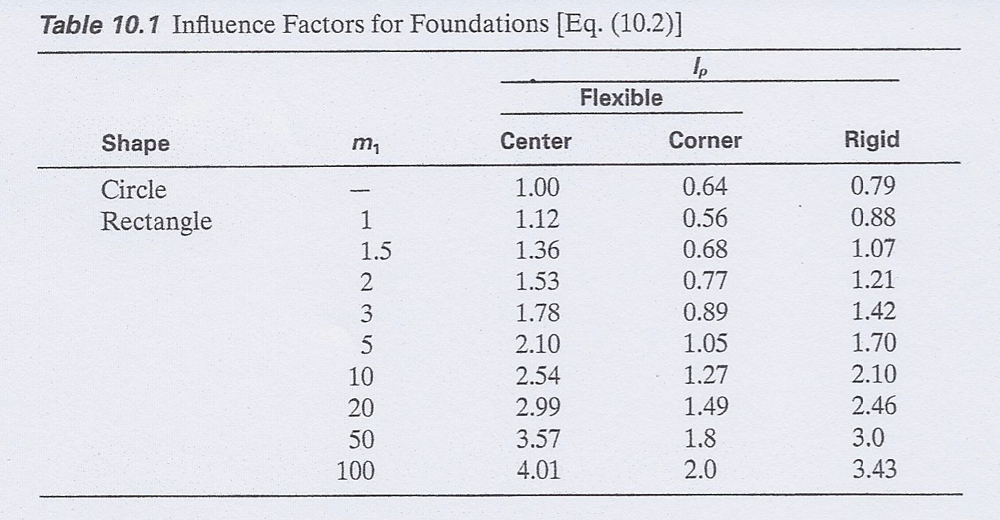 Table 10.1 Influence Factors for Foundations [Eq. (10.2)]
Iρ
Flexible
Shape m₁ Center Corner Rigid
Circle — 1.00 0.64 0.79
Rectangle 1 1.12 0.56 0.88
1.5 1.36 0.68 1.07
2 1.53 0.77 1.21
3 1.78 0.89 1.42
5 2.10 1.05 1.70
10 2.54 1.27 2.10
20 2.99 1.49 2.46
50 3.57 1.8 3.0
100 4.01 2.0 3.43